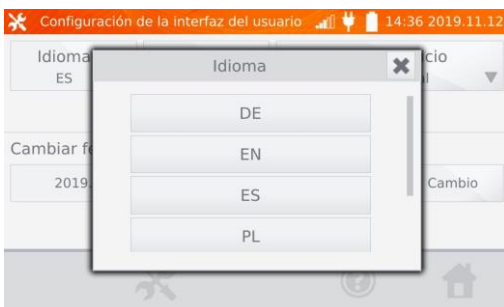 Configuración de la interfaz del usuario 14:36 2019.11.12
Idioma
ES
Idioma
DE
EN
ES
PL
Cambiar
2019.
Cambio